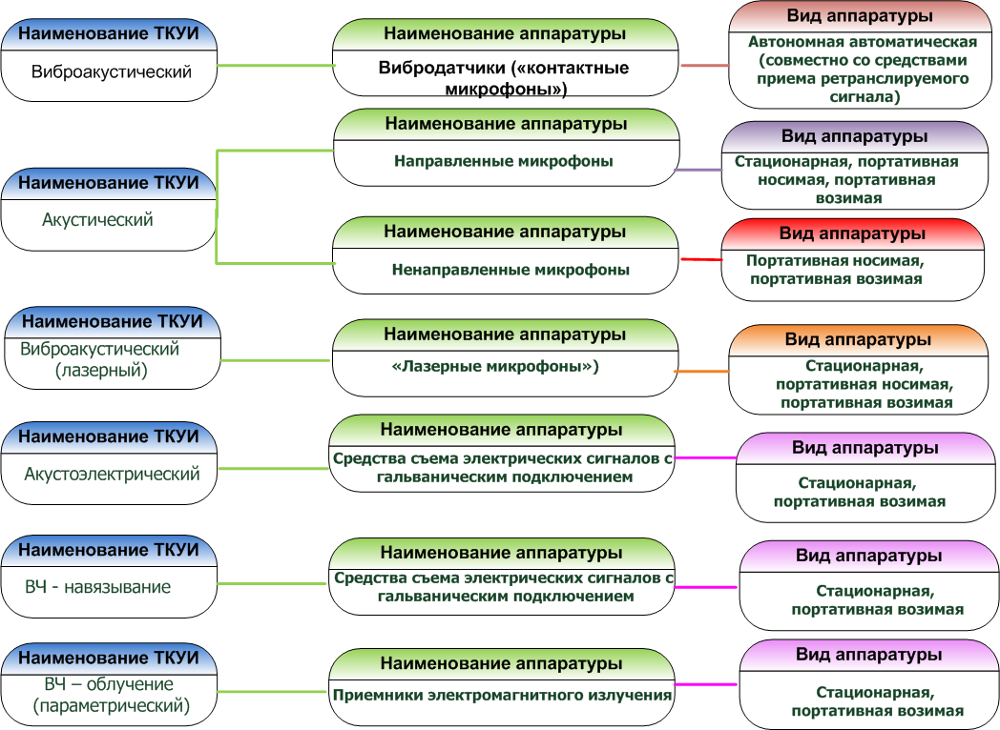 Наименование ТКУИ
Виброакустический
Наименование аппаратуры
Вибродатчики («контактные
микрофоны»)
Вид аппаратуры
Автономная автоматическая
(совместно со средствами
приема ретранслируемого
сигнала)
Наименование ТКУИ
Акустический
Наименование аппаратуры
Направленные микрофоны
Вид аппаратуры
Стационарная, портативная
носимая, портативная
возимая
Наименование аппаратуры
Ненаправленные микрофоны
Вид аппаратуры
Портативная носимая,
портативная возимая
Наименование ТКУИ
Виброакустический
(лазерный)
Наименование аппаратуры
«Лазерные микрофоны»)
Вид аппаратуры
Стационарная,
портативная носимая,
портативная возимая
Наименование ТКУИ
Акустоэлектрический
Наименование аппаратуры
Средства съема электрических сигналов с
гальваническим подключением
Вид аппаратуры
Стационарная,
портативная возимая
Наименование ТКУИ
ВЧ - навязывание
Наименование аппаратуры
Средства съема электрических сигналов с
гальваническим подключением
Вид аппаратуры
Стационарная,
портативная возимая
Наименование ТКУИ
ВЧ – облучение
(параметрический)
Наименование аппаратуры
Приемники электромагнитного излучения
Вид аппаратуры
Стационарная,
портативная возимая